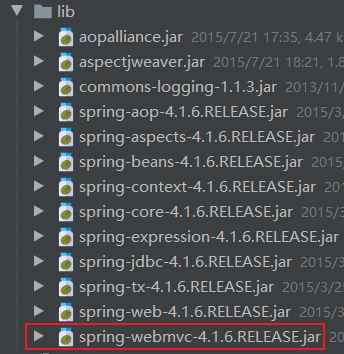 lib
aopalliance.jar 2015/7/21 17:35, 4.47 k
aspectjweaver.jar 2015/7/21 18:21, 1.8
commons-logging-1.1.3.jar 2013/11/
spring-aop-4.1.6.RELEASE.jar 2015/3/
spring-aspects-4.1.6.RELEASE.jar 2015
spring-beans-4.1.6.RELEASE.jar 2015/3
spring-context-4.1.6.RELEASE.jar 2015
spring-core-4.1.6.RELEASE.jar 2015/3/
spring-expression-4.1.6.RELEASE.jar
spring-jdbc-4.1.6.RELEASE.jar 2015/3
spring-tx-4.1.6.RELEASE.jar 2015/3/25
spring-web-4.1.6.RELEASE.jar 2015/3/
spring-webmvc-4.1.6.RELEASE.jar 2015